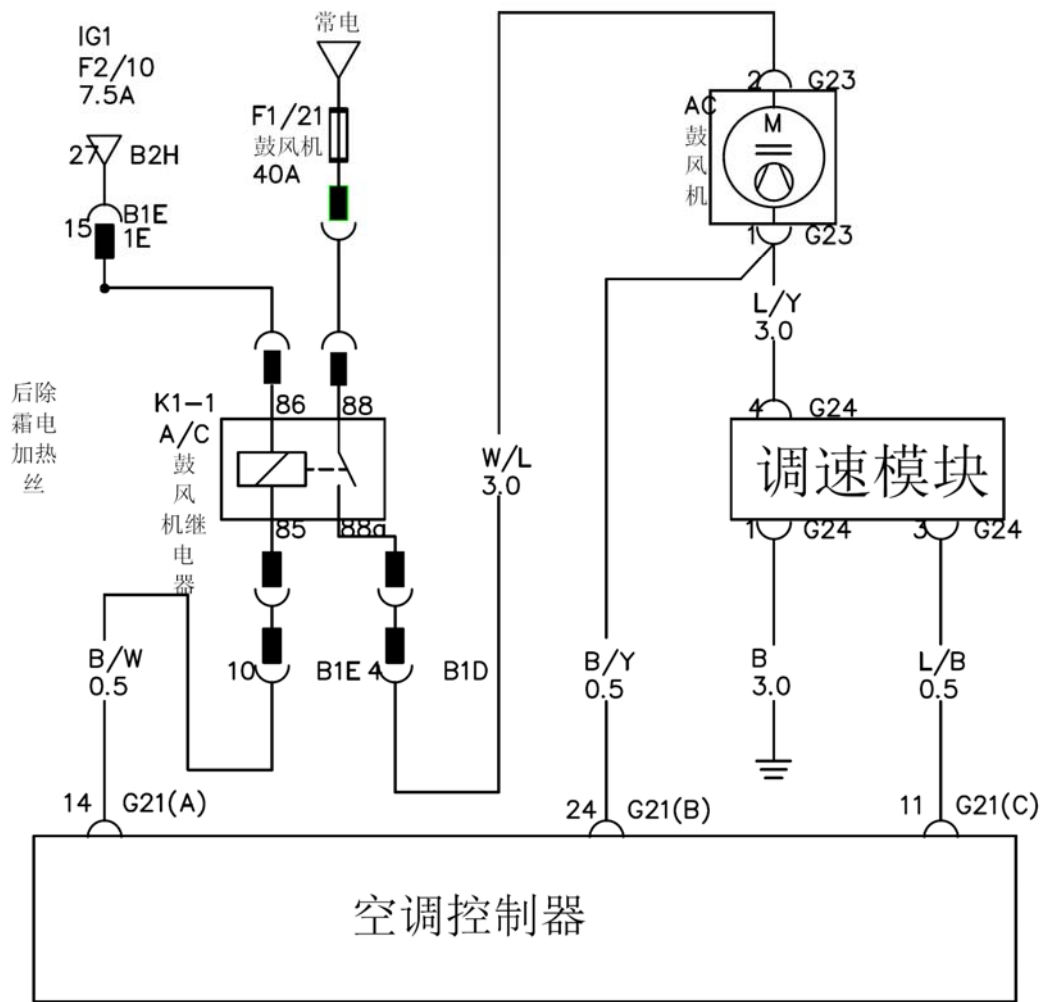 IG1
F2/10
7.5A
27
B2H
15
B1E
1E
常电
F1/21
鼓风机
40A
2
G23
AC
鼓
风
机
M
1
G23
L/Y
3.0
后除
霜电
加热
丝
K1-1
A/C
鼓
风
机继
电
器
86
88
85
88a
W/L
3.0
4
G24
调速模块
1
G24
3
G24
B/W
0.5
10
B1E
4
B1D
B/Y
0.5
B
3.0
L/B
0.5
14
G21(A)
24
G21(B)
11
G21(C)
空调控制器